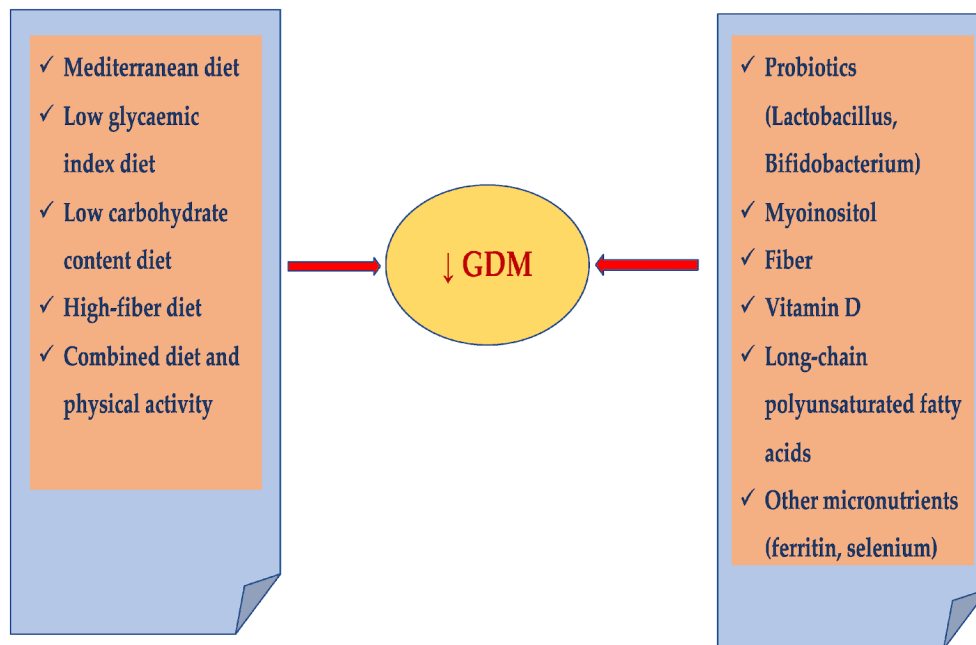 ✓ Mediterranean diet
✓ Low glycaemic
index diet
✓ Low carbohydrate
content diet
✓ High-fiber diet
✓ Combined diet and
physical activity
↓ GDM
✓ Probiotics
(Lactobacillus,
Bifidobacterium)
✓ Myoinositol
✓ Fiber
✓ Vitamin D
✓ Long-chain
polyunsaturated fatty
acids
✓ Other micronutrients
(ferritin, selenium)